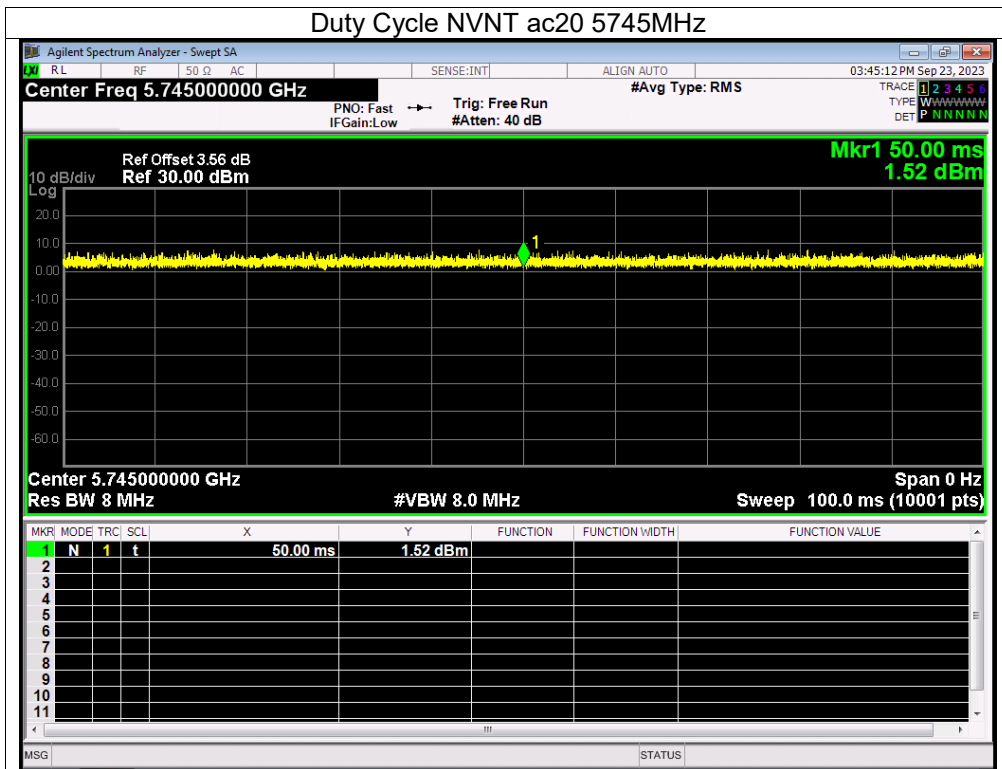 Duty Cycle NVNT ac20 5745MHz
Agilent Spectrum Analyzer - Swept SA
LXI RL RF 50 Ω AC SENSE:INT ALIGN AUTO 03:45:12 PM Sep 23, 2023
Center Freq 5.745000000 GHz #Avg Type: RMS TRACE 1 2 3 4 5 6
PNO: Fast Trig: Free Run TYPE WWWWWWW
IFGain:Low #Atten: 40 dB DET P N N N N N
Mkr1 50.00 ms
Ref Offset 3.56 dB
10 dB/div Ref 30.00 dBm 1.52 dBm
Log
20.0
10.0
1
0.00
-10.0
-20.0
-30.0
-40.0
-50.0
-60.0
Center 5.745000000 GHz Span 0 Hz
Res BW 8 MHz #VBW 8.0 MHz Sweep 100.0 ms (10001 pts)
MKR MODE TRC SCL X Y FUNCTION FUNCTION WIDTH FUNCTION VALUE
1 N 1 t 50.00 ms 1.52 dBm
2
3
4
5
6
7
8
9
10
11
MSG STATUS